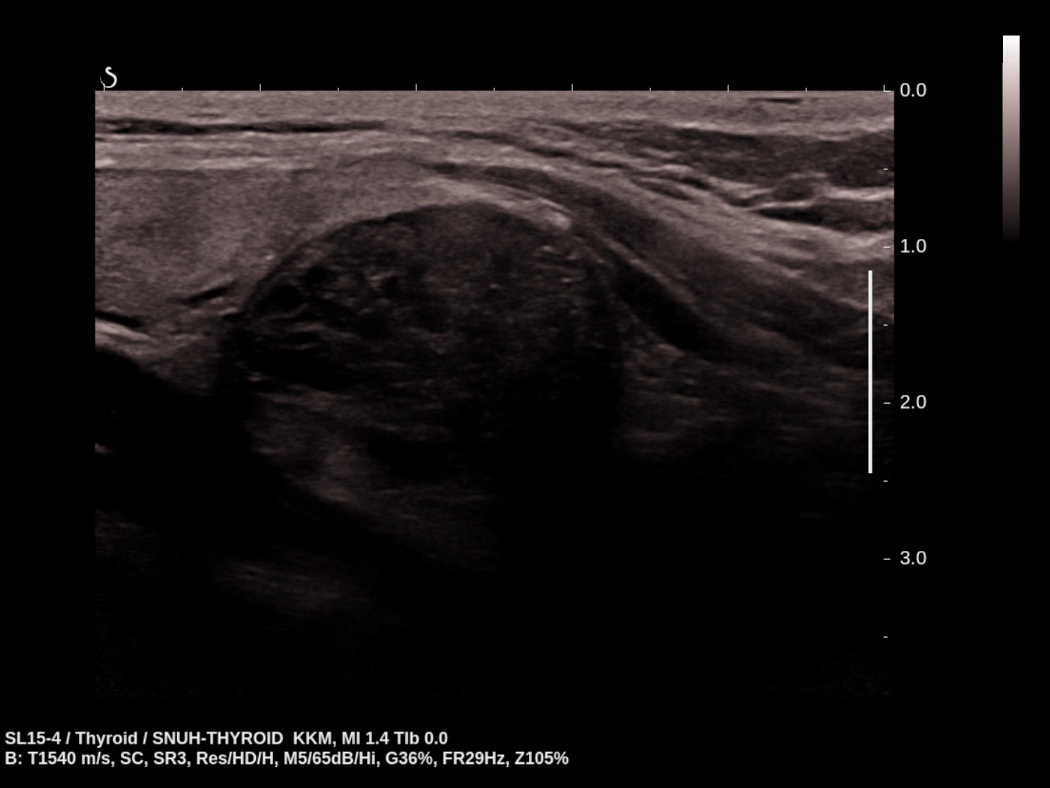 S
0.0
1.0
2.0
3.0
SL15-4 / Thyroid / SNUH-THYROID KKM, MI 1.4 TIb 0.0
B: T1540 m/s, SC, SR3, Res/HD/H, M5/65dB/Hi, G36%, FR29Hz, Z105%